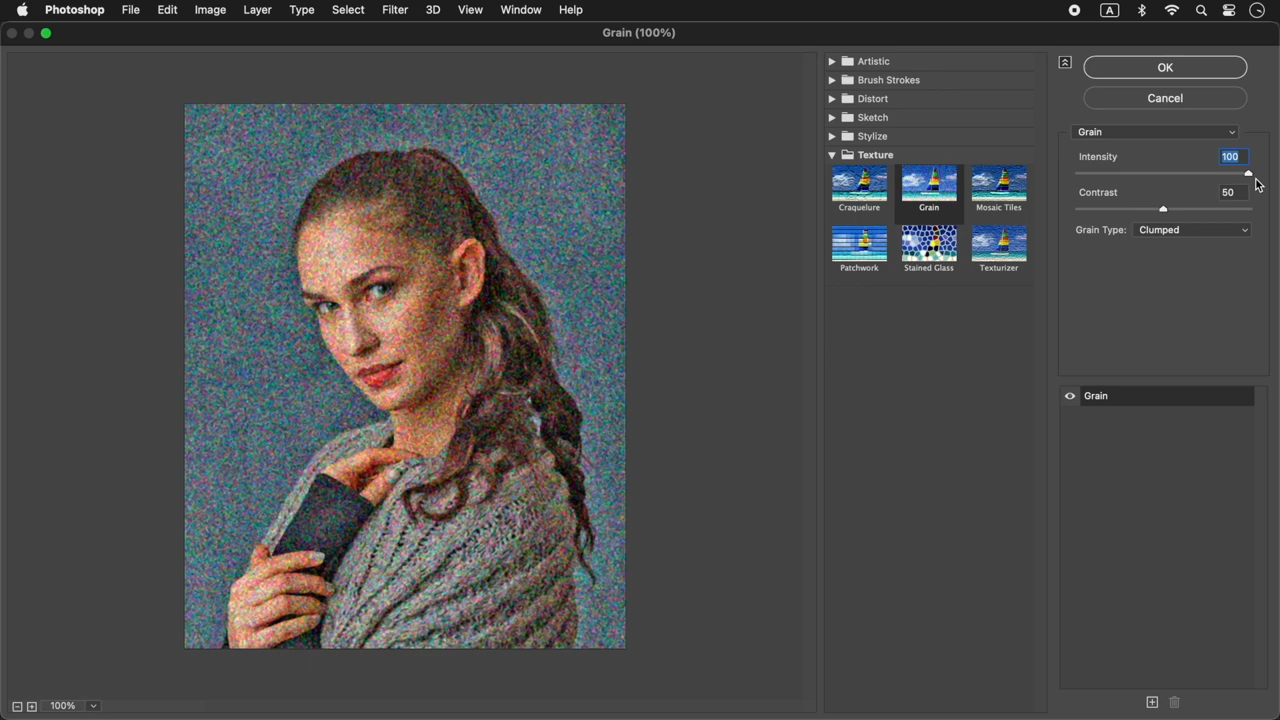 Photoshop File Edit Image Layer Type Select Filter 3D View Window Help A
Grain (100%)
Artistic
Brush Strokes
Distort
Sketch
Stylize
Texture
Craquelure Grain Mosaic Tiles
Patchwork Stained Glass Texturizer
OK
Cancel
Grain
Intensity 100
Contrast 50
Grain Type: Clumped
Grain
100%